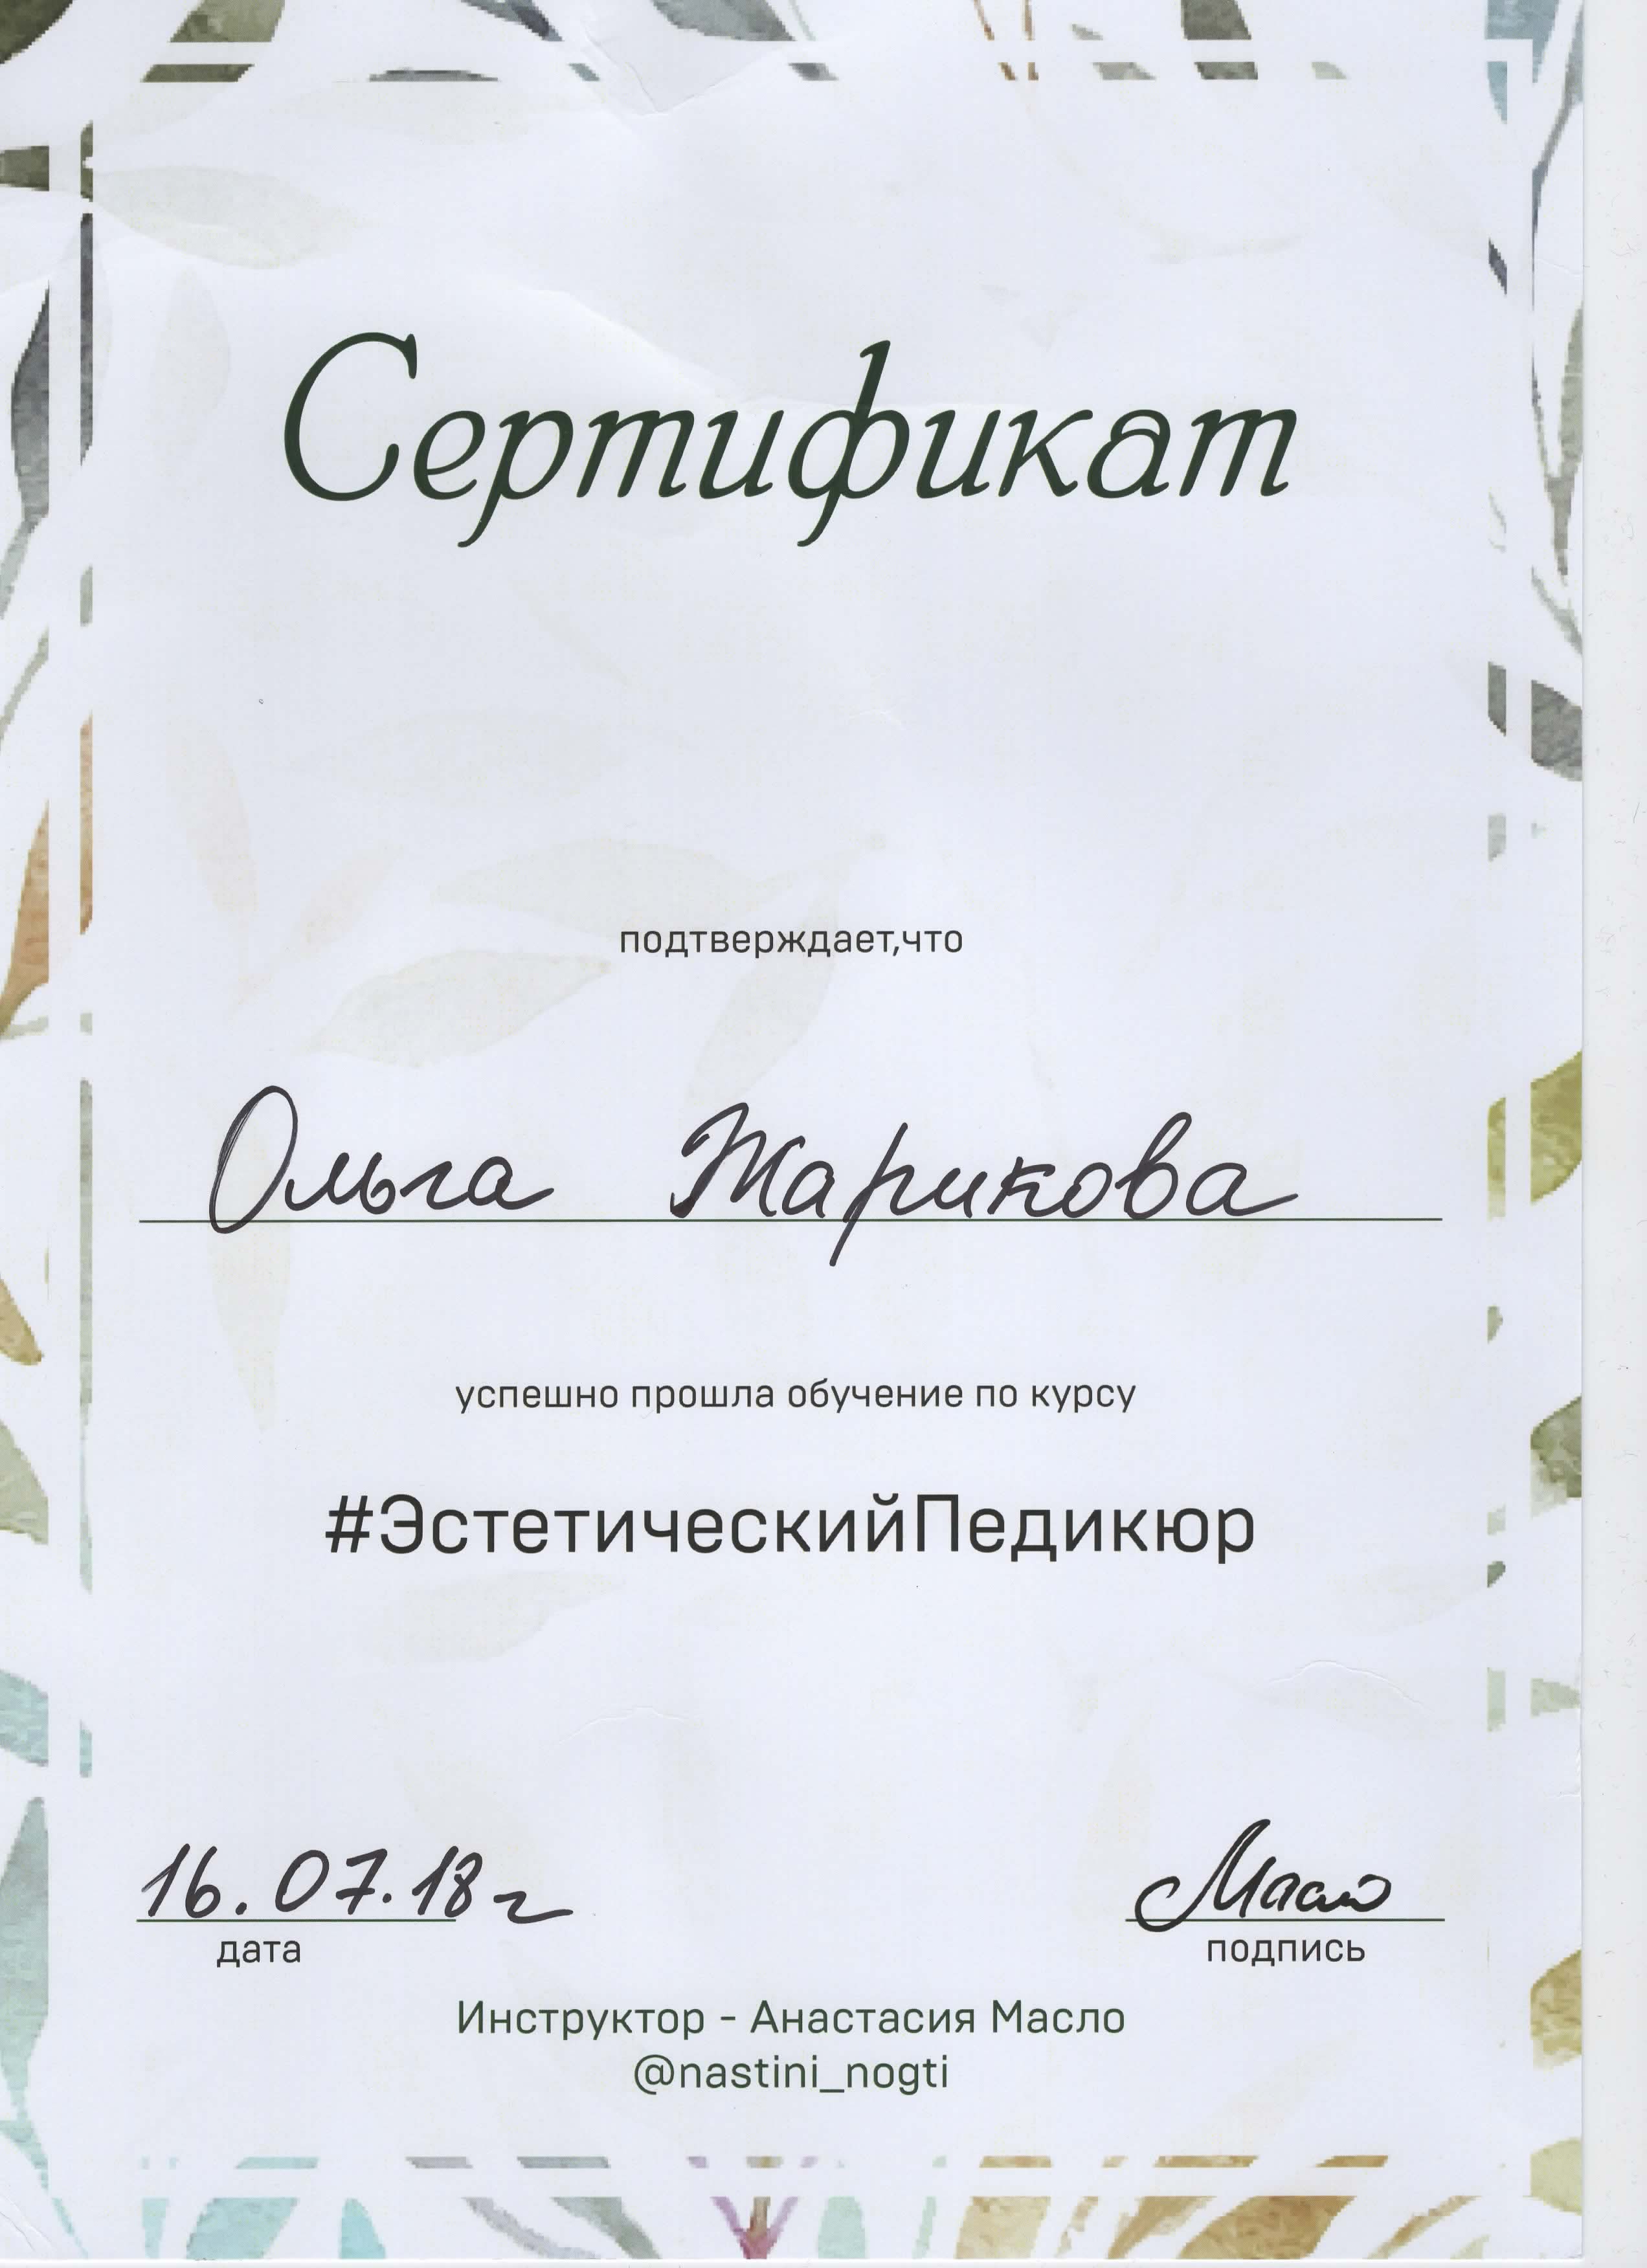 Сертификат
подтверждает,что
Ольга Жарикова
успешно прошла обучение по курсу
#ЭстетическийПедикюр
16.07.18г
дата
Масло
подпись
Инструктор - Анастасия Масло
@nastini_nogti